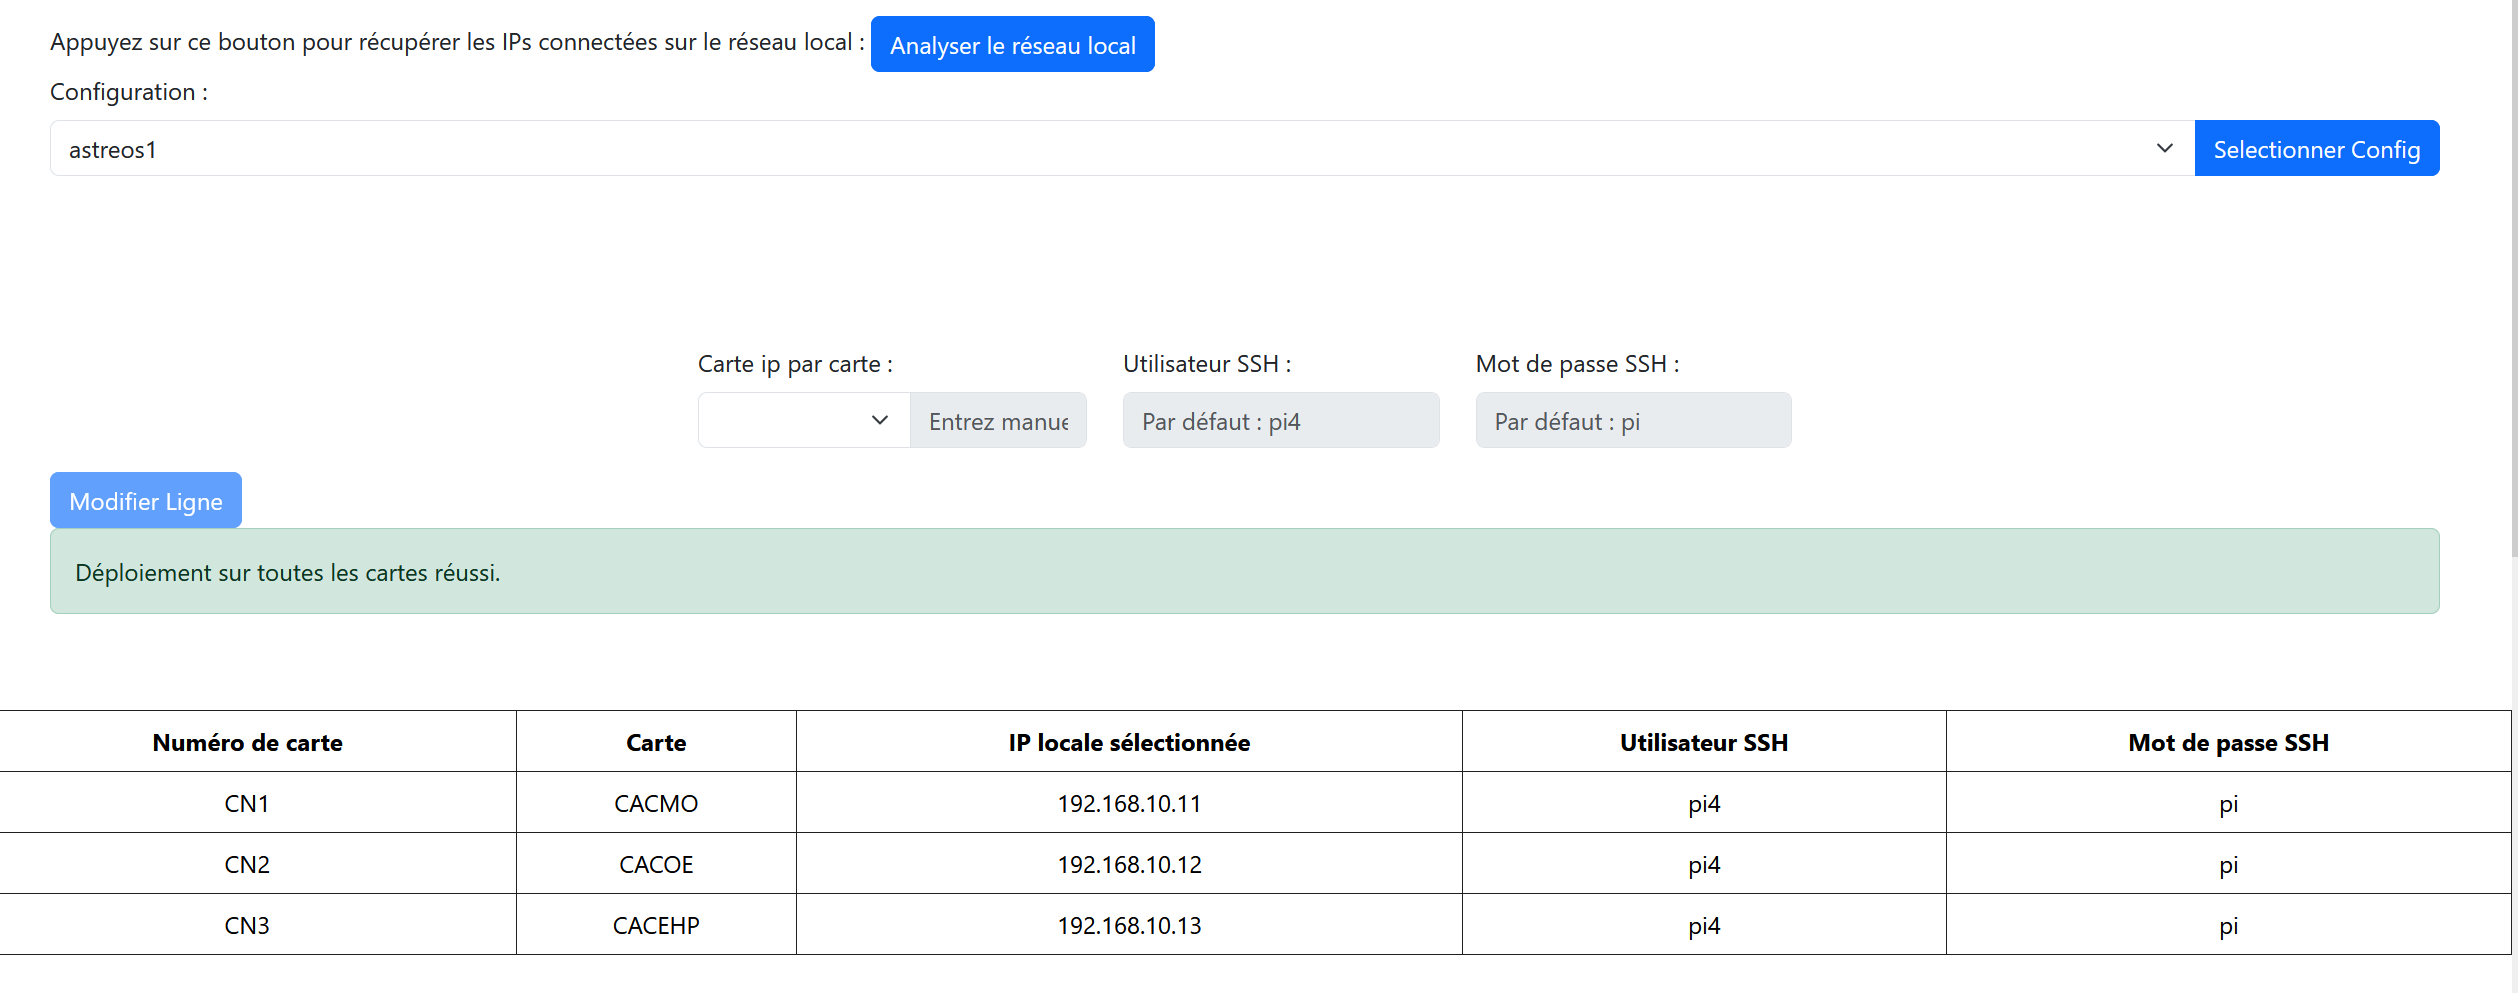 Appuyez sur ce bouton pour récupérer les IPs connectées sur le réseau local : Analyser le réseau local
Configuration :
astreos1 Selectionner Config
Carte ip par carte : Utilisateur SSH : Mot de passe SSH :
Entrez manue Par défaut : pi4 Par défaut : pi
Modifier Ligne
Déploiement sur toutes les cartes réussi.
Numéro de carte Carte IP locale sélectionnée Utilisateur SSH Mot de passe SSH
CN1 CACMO 192.168.10.11 pi4 pi
CN2 CACOE 192.168.10.12 pi4 pi
CN3 CACEHP 192.168.10.13 pi4 pi